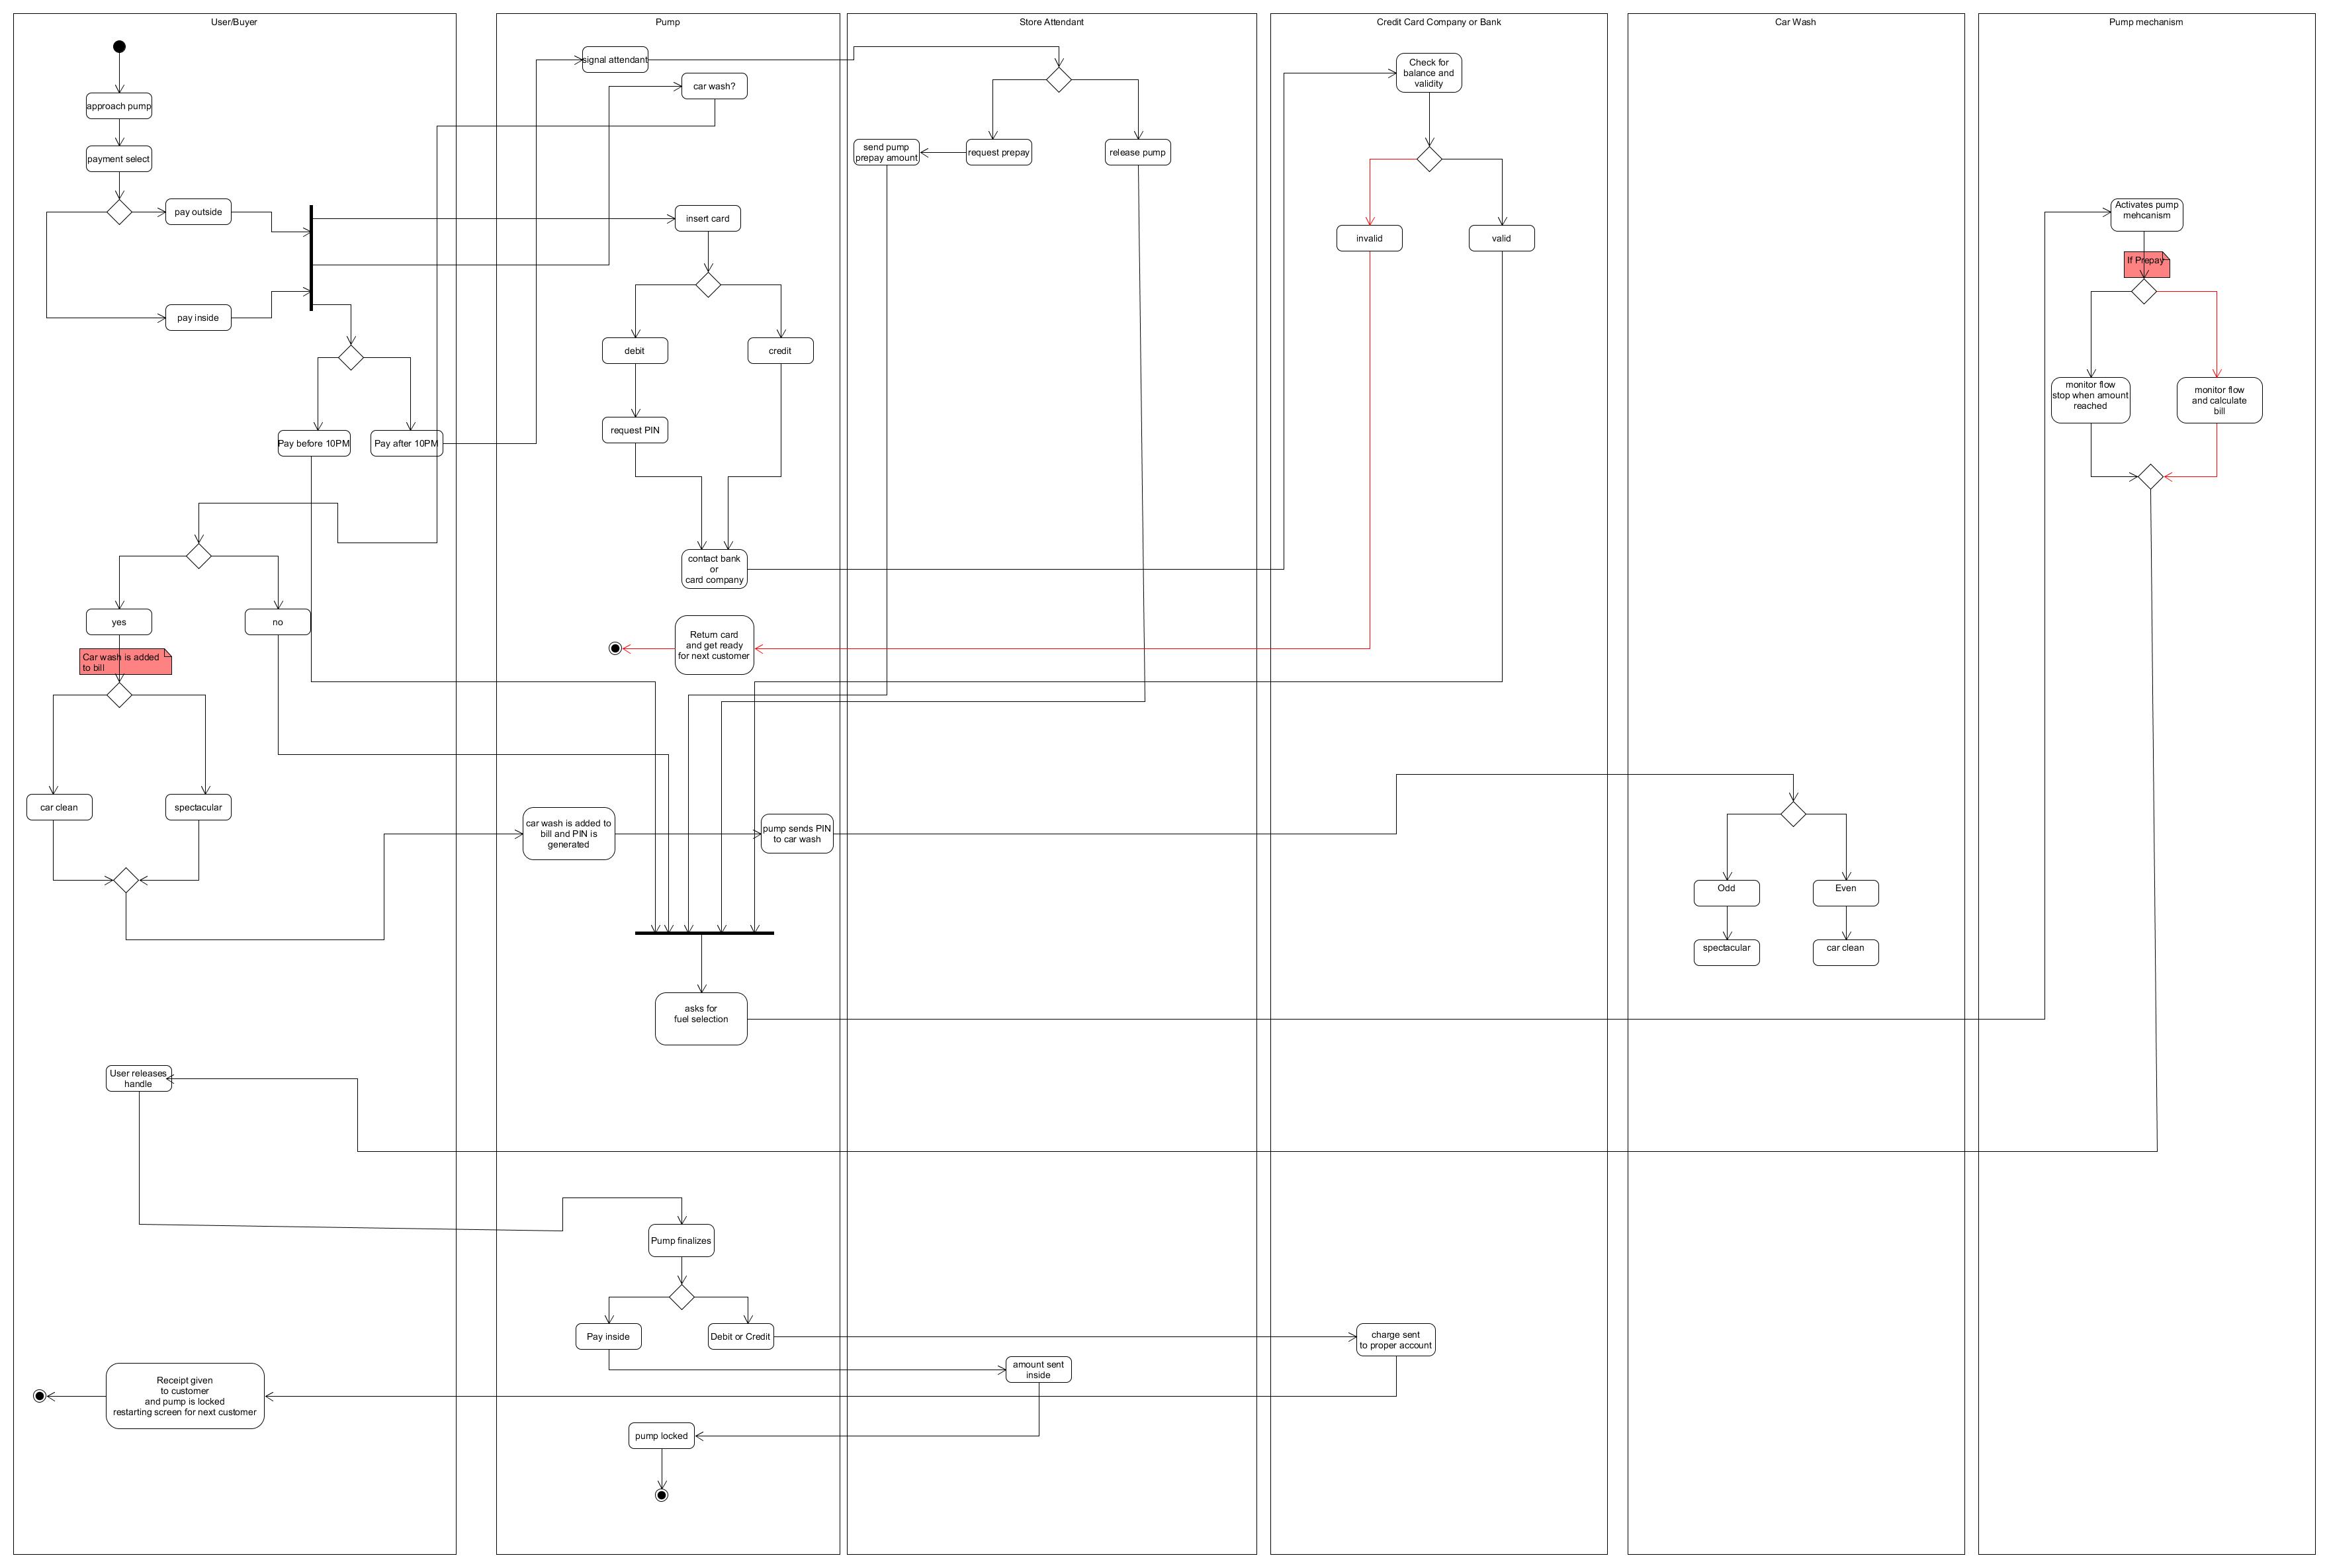 User/Buyer
Pump
Store Attendant
Credit Card Company or Bank
Car Wash
Pump mechanism
approach pump
payment select
pay outside
pay inside
Pay before 10PM
Pay after 10PM
yes
no
Car wash is added
to bill
car clean
spectacular
User releases
handle
Receipt given
to customer
and pump is locked
restarting screen for next customer
signal attendant
car wash?
insert card
debit
credit
request PIN
contact bank
or
card company
Return card
and get ready
for next customer
car wash is added to
bill and PIN is
generated
pump sends PIN
to car wash
asks for
fuel selection
Pump finalizes
Pay inside
Debit or Credit
pump locked
send pump
prepay amount
request prepay
release pump
amount sent
inside
Check for
balance and
validity
invalid
valid
charge sent
to proper account
Odd
Even
spectacular
car clean
Activates pump
mehcanism
If Prepay
monitor flow
stop when amount
reached
monitor flow
and calculate
bill